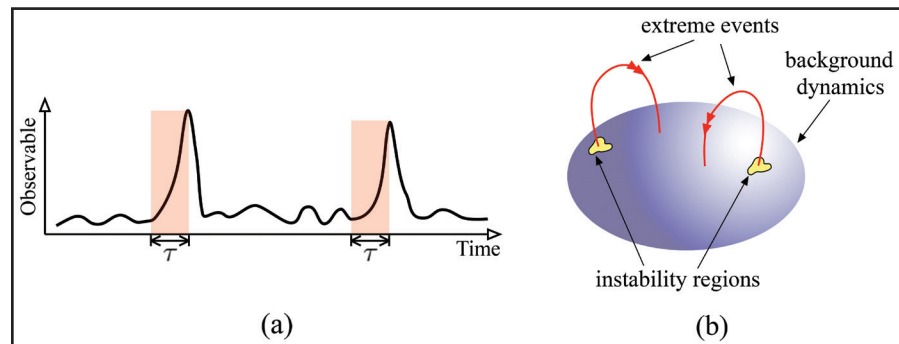 Observable
τ
τ
Time
(a)
extreme events
background
dynamics
instability regions
(b)